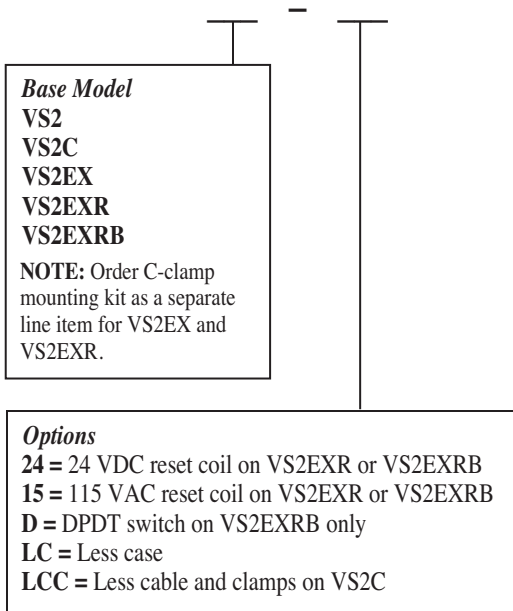 –
Base Model
VS2
VS2C
VS2EX
VS2EXR
VS2EXRB
NOTE: Order C-clamp
mounting kit as a separate
line item for VS2EX and
VS2EXR.
Options
24 = 24 VDC reset coil on VS2EXR or VS2EXRB
15 = 115 VAC reset coil on VS2EXR or VS2EXRB
D = DPDT switch on VS2EXRB only
LC = Less case
LCC = Less cable and clamps on VS2C